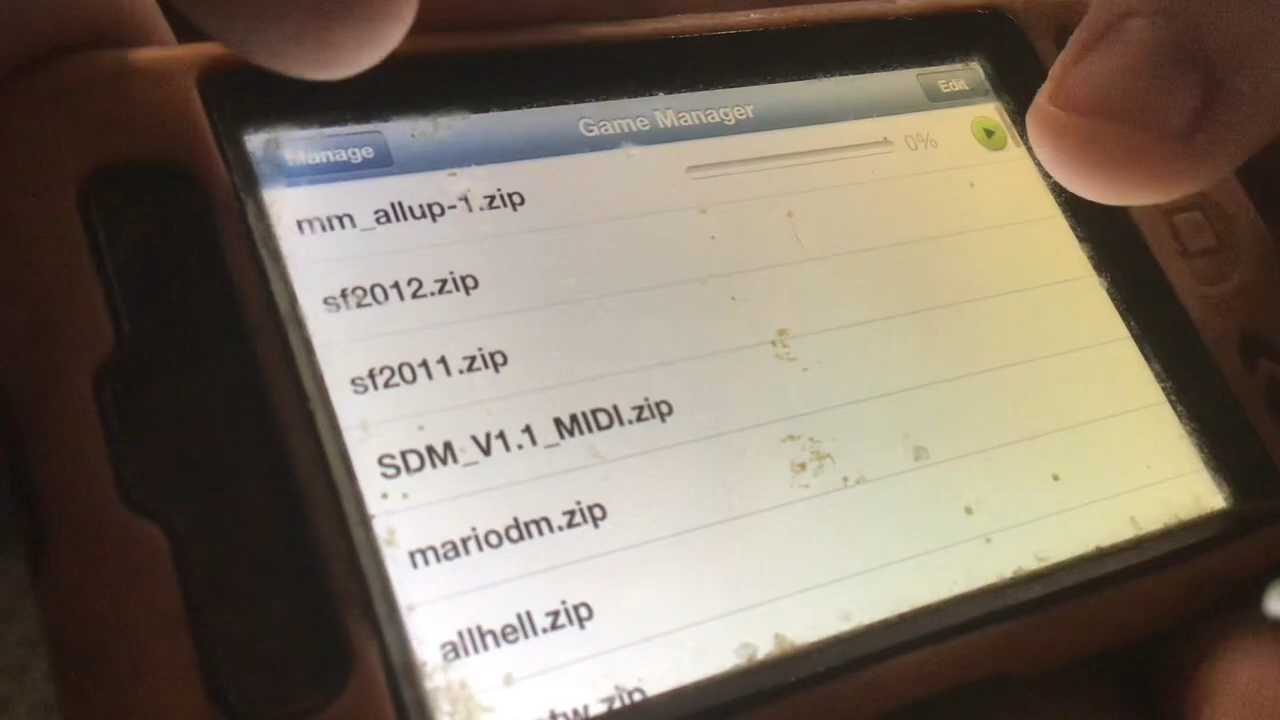 Manage Game Manager Edit
0%
mm_allup-1.zip
sf2012.zip
sf2011.zip
SDM_V1.1_MIDI.zip
mariodm.zip
allhell.zip